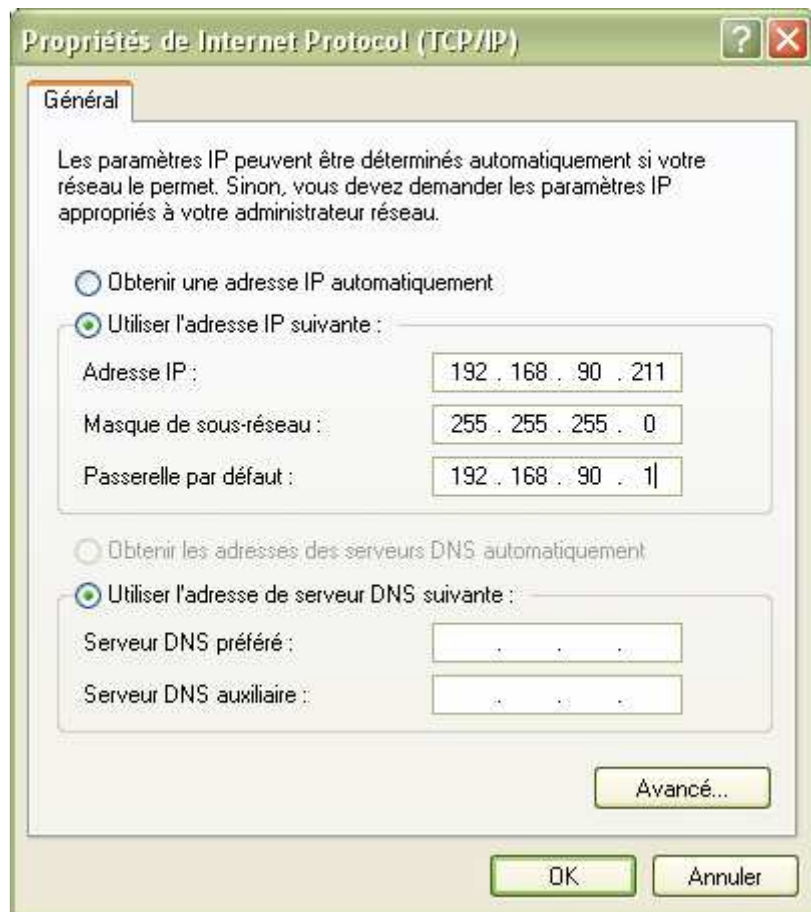 Propriétés de Internet Protocol (TCP/IP)
?
Général
Les paramètres IP peuvent être déterminés automatiquement si votre
réseau le permet. Sinon, vous devez demander les paramètres IP
appropriés à votre administrateur réseau.
Obtenir une adresse IP automatiquement
Utiliser l'adresse IP suivante :
Adresse IP : 192 . 168 . 90 . 211
Masque de sous-réseau : 255 . 255 . 255 . 0
Passerelle par défaut : 192 . 168 . 90 . 1
Obtenir les adresses des serveurs DNS automatiquement
Utiliser l'adresse de serveur DNS suivante :
Serveur DNS préféré : . . .
Serveur DNS auxiliaire : . . .
Avancé...
OK Annuler